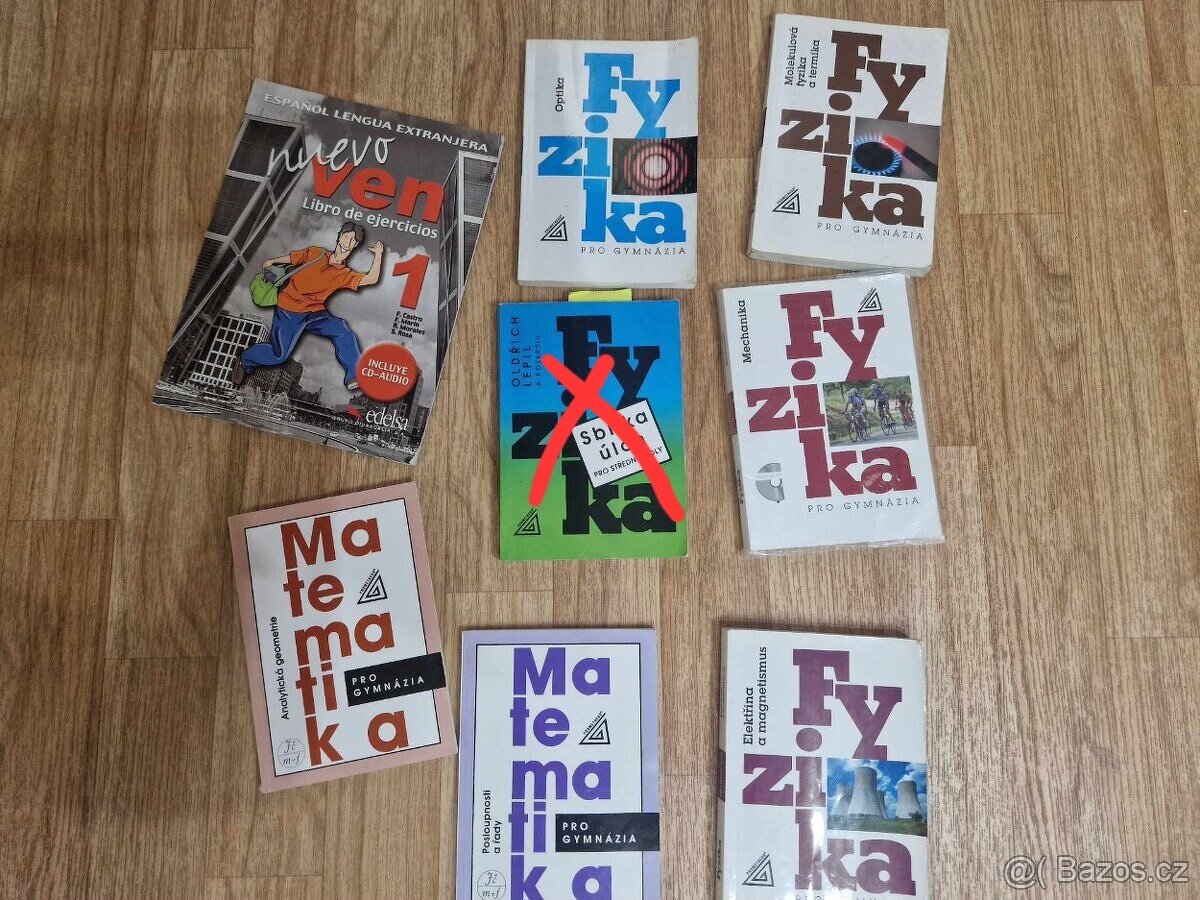 ESPAÑOL LENGUA EXTRANJERA
nuevo
ven
Libro de ejercicios
1
F. Castro
F. Marín
R. Morales
S. Rosa
INCLUYE
CD-AUDIO
edelsa
Optika
Fy
zi
ka
PRO GYMNÁZIA
Molekulová
fyzika
a termika
Fy
zi
ka
PRO GYMNÁZIA
OLDŘICH
LEPIL
A KOLEKTIV
Fy
zi
ka
Sbírka
úloh
PRO STŘEDNÍ ŠKOLY
Mechanika
Fy
zi
ka
PRO GYMNÁZIA
Analytická geometrie
Ma
te
ma
ti
ka
PRO
GYMNÁZIA
Posloupnosti
a řady
Ma
te
ma
ti
ka
PRO
GYMNÁZIA
Elektřina
a magnetismus
Fy
zi
ka
Bazos.cz